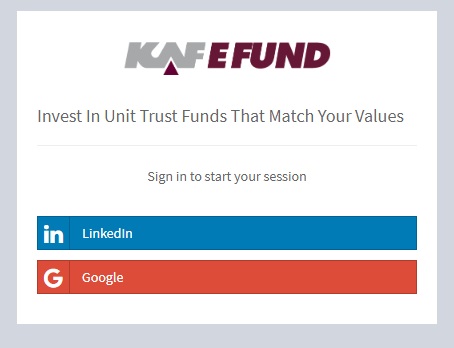 KAF E FUND
Invest In Unit Trust Funds That Match Your Values
Sign in to start your session
in LinkedIn
G Google